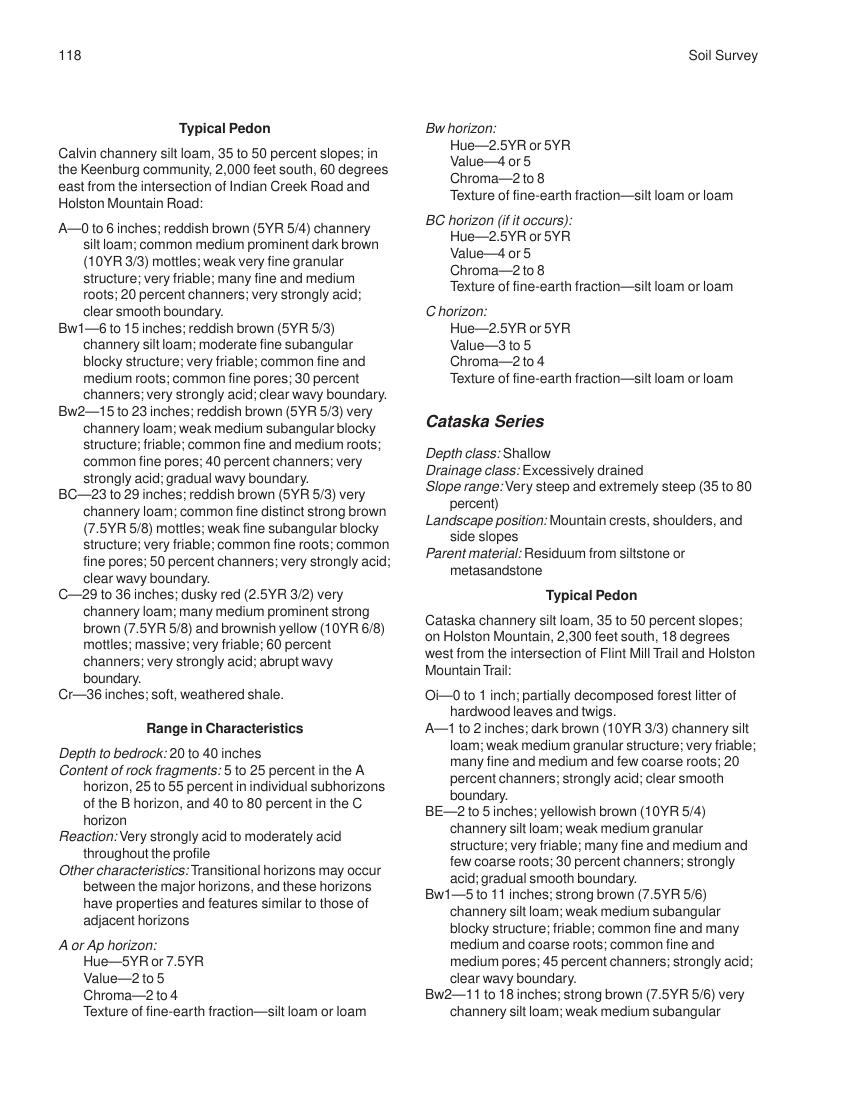 118
Soil Survey
Typical Pedon
Calvin channery silt loam, 35 to 50 percent slopes; in
the Keenburg community, 2,000 feet south, 60 degrees
east from the intersection of Indian Creek Road and
Holston Mountain Road:
A—0 to 6 inches; reddish brown (5YR 5/4) channery
silt loam; common medium prominent dark brown
(10YR 3/3) mottles; weak very fine granular
structure; very friable; many fine and medium
roots; 20 percent channers; very strongly acid;
clear smooth boundary.
Bw1—6 to 15 inches; reddish brown (5YR 5/3)
channery silt loam; moderate fine subangular
blocky structure; very friable; common fine and
medium roots; common fine pores; 30 percent
channers; very strongly acid; clear wavy boundary.
Bw2—15 to 23 inches; reddish brown (5YR 5/3) very
channery loam; weak medium subangular blocky
structure; friable; common fine and medium roots;
common fine pores; 40 percent channers; very
strongly acid; gradual wavy boundary.
BC—23 to 29 inches; reddish brown (5YR 5/3) very
channery loam; common fine distinct strong brown
(7.5YR 5/8) mottles; weak fine subangular blocky
structure; very friable; common fine roots; common
fine pores; 50 percent channers; very strongly acid;
clear wavy boundary.
C—29 to 36 inches; dusky red (2.5YR 3/2) very
channery loam; many medium prominent strong
brown (7.5YR 5/8) and brownish yellow (10YR 6/8)
mottles; massive; very friable; 60 percent
channers; very strongly acid; abrupt wavy
boundary.
Cr—36 inches; soft, weathered shale.
Range in Characteristics
Depth to bedrock: 20 to 40 inches
Content of rock fragments: 5 to 25 percent in the A
horizon, 25 to 55 percent in individual subhorizons
of the B horizon, and 40 to 80 percent in the C
horizon
Reaction: Very strongly acid to moderately acid
throughout the profile
Other characteristics: Transitional horizons may occur
between the major horizons, and these horizons
have properties and features similar to those of
adjacent horizons
A or Ap horizon:
Hue—5YR or 7.5YR
Value—2 to 5
Chroma—2 to 4
Texture of fine-earth fraction—silt loam or loam
Bw horizon:
Hue—2.5YR or 5YR
Value—4 or 5
Chroma—2 to 8
Texture of fine-earth fraction—silt loam or loam
BC horizon (if it occurs):
Hue—2.5YR or 5YR
Value—4 or 5
Chroma—2 to 8
Texture of fine-earth fraction—silt loam or loam
C horizon:
Hue—2.5YR or 5YR
Value—3 to 5
Chroma—2 to 4
Texture of fine-earth fraction—silt loam or loam
Cataska Series
Depth class: Shallow
Drainage class: Excessively drained
Slope range: Very steep and extremely steep (35 to 80
percent)
Landscape position: Mountain crests, shoulders, and
side slopes
Parent material: Residuum from siltstone or
metasandstone
Typical Pedon
Cataska channery silt loam, 35 to 50 percent slopes;
on Holston Mountain, 2,300 feet south, 18 degrees
west from the intersection of Flint Mill Trail and Holston
Mountain Trail:
Oi—0 to 1 inch; partially decomposed forest litter of
hardwood leaves and twigs.
A—1 to 2 inches; dark brown (10YR 3/3) channery silt
loam; weak medium granular structure; very friable;
many fine and medium and few coarse roots; 20
percent channers; strongly acid; clear smooth
boundary.
BE—2 to 5 inches; yellowish brown (10YR 5/4)
channery silt loam; weak medium granular
structure; very friable; many fine and medium and
few coarse roots; 30 percent channers; strongly
acid; gradual smooth boundary.
Bw1—5 to 11 inches; strong brown (7.5YR 5/6)
channery silt loam; weak medium subangular
blocky structure; friable; common fine and many
medium and coarse roots; common fine and
medium pores; 45 percent channers; strongly acid;
clear wavy boundary.
Bw2—11 to 18 inches; strong brown (7.5YR 5/6) very
channery silt loam; weak medium subangular